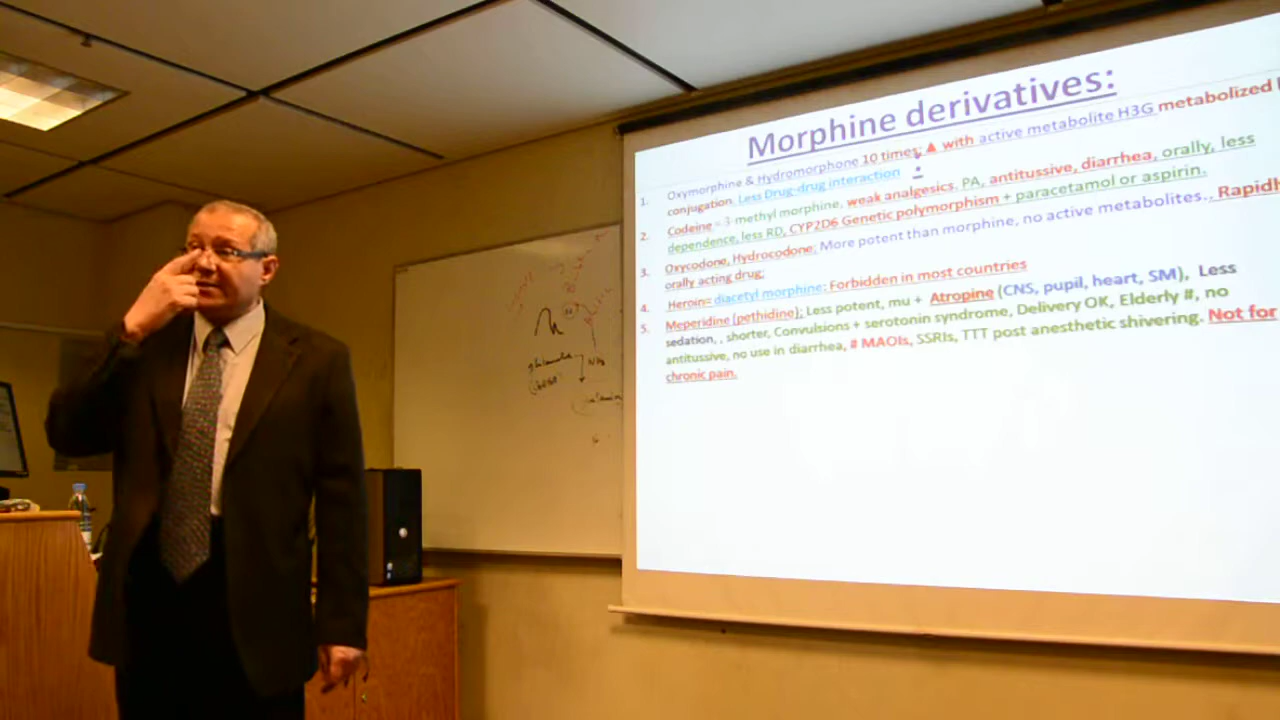 Morphine derivatives:
1. Oxymorphine & Hydromorphone 10 times; ▲ with active metabolite H3G metabolized
conjugation. Less Drug-drug interaction
2. Codeine = 3 methyl morphine, weak analgesics. PA, antitussive, diarrhea, orally, less
dependence, less RD, CYP2D6 Genetic polymorphism + paracetamol or aspirin.
3. Oxycodone, Hydrocodone; More potent than morphine, no active metabolites., Rapidly
orally acting drug;
4. Heroin= diacetyl morphine: Forbidden in most countries
5. Meperidine (pethidine); Less potent, mu + Atropine (CNS, pupil, heart, SM), Less
sedation, , shorter, Convulsions + serotonin syndrome, Delivery OK, Elderly #, no
antitussive, no use in diarrhea, # MAOIs, SSRIs, TTT post anesthetic shivering. Not for
chronic pain.